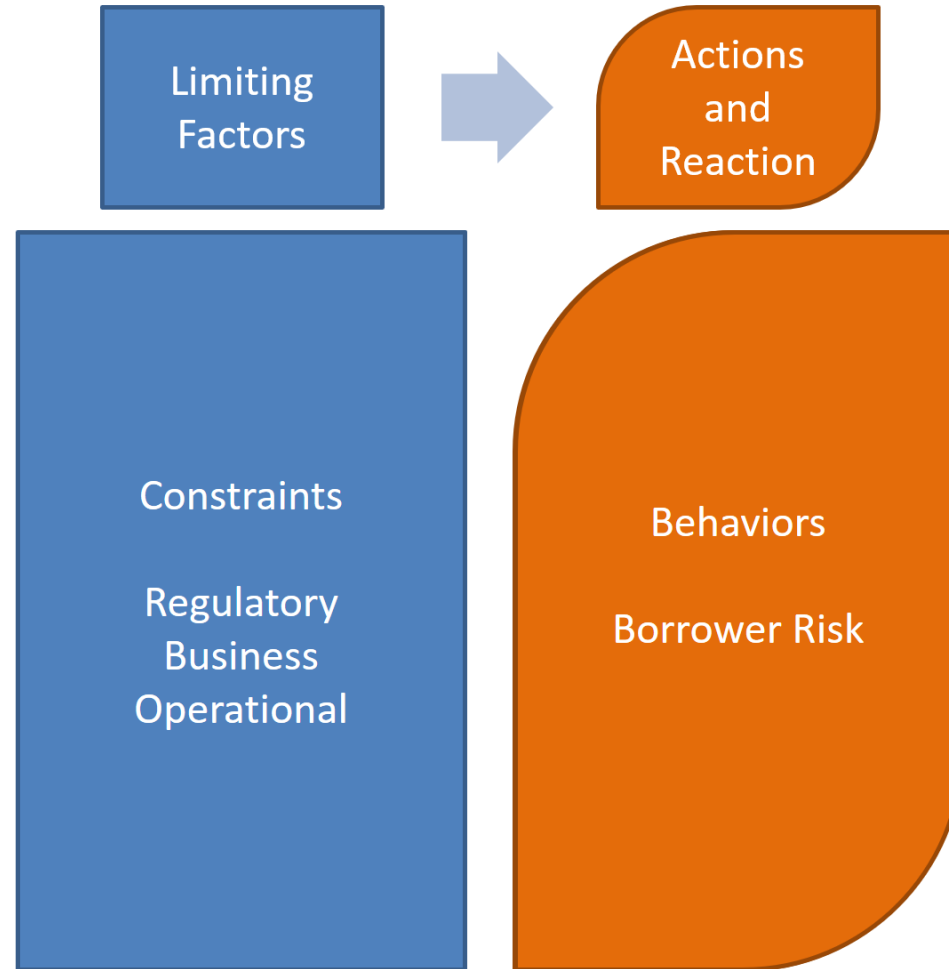 Limiting
Factors
Actions
and
Reaction
Constraints
Regulatory
Business
Operational
Behaviors
Borrower Risk